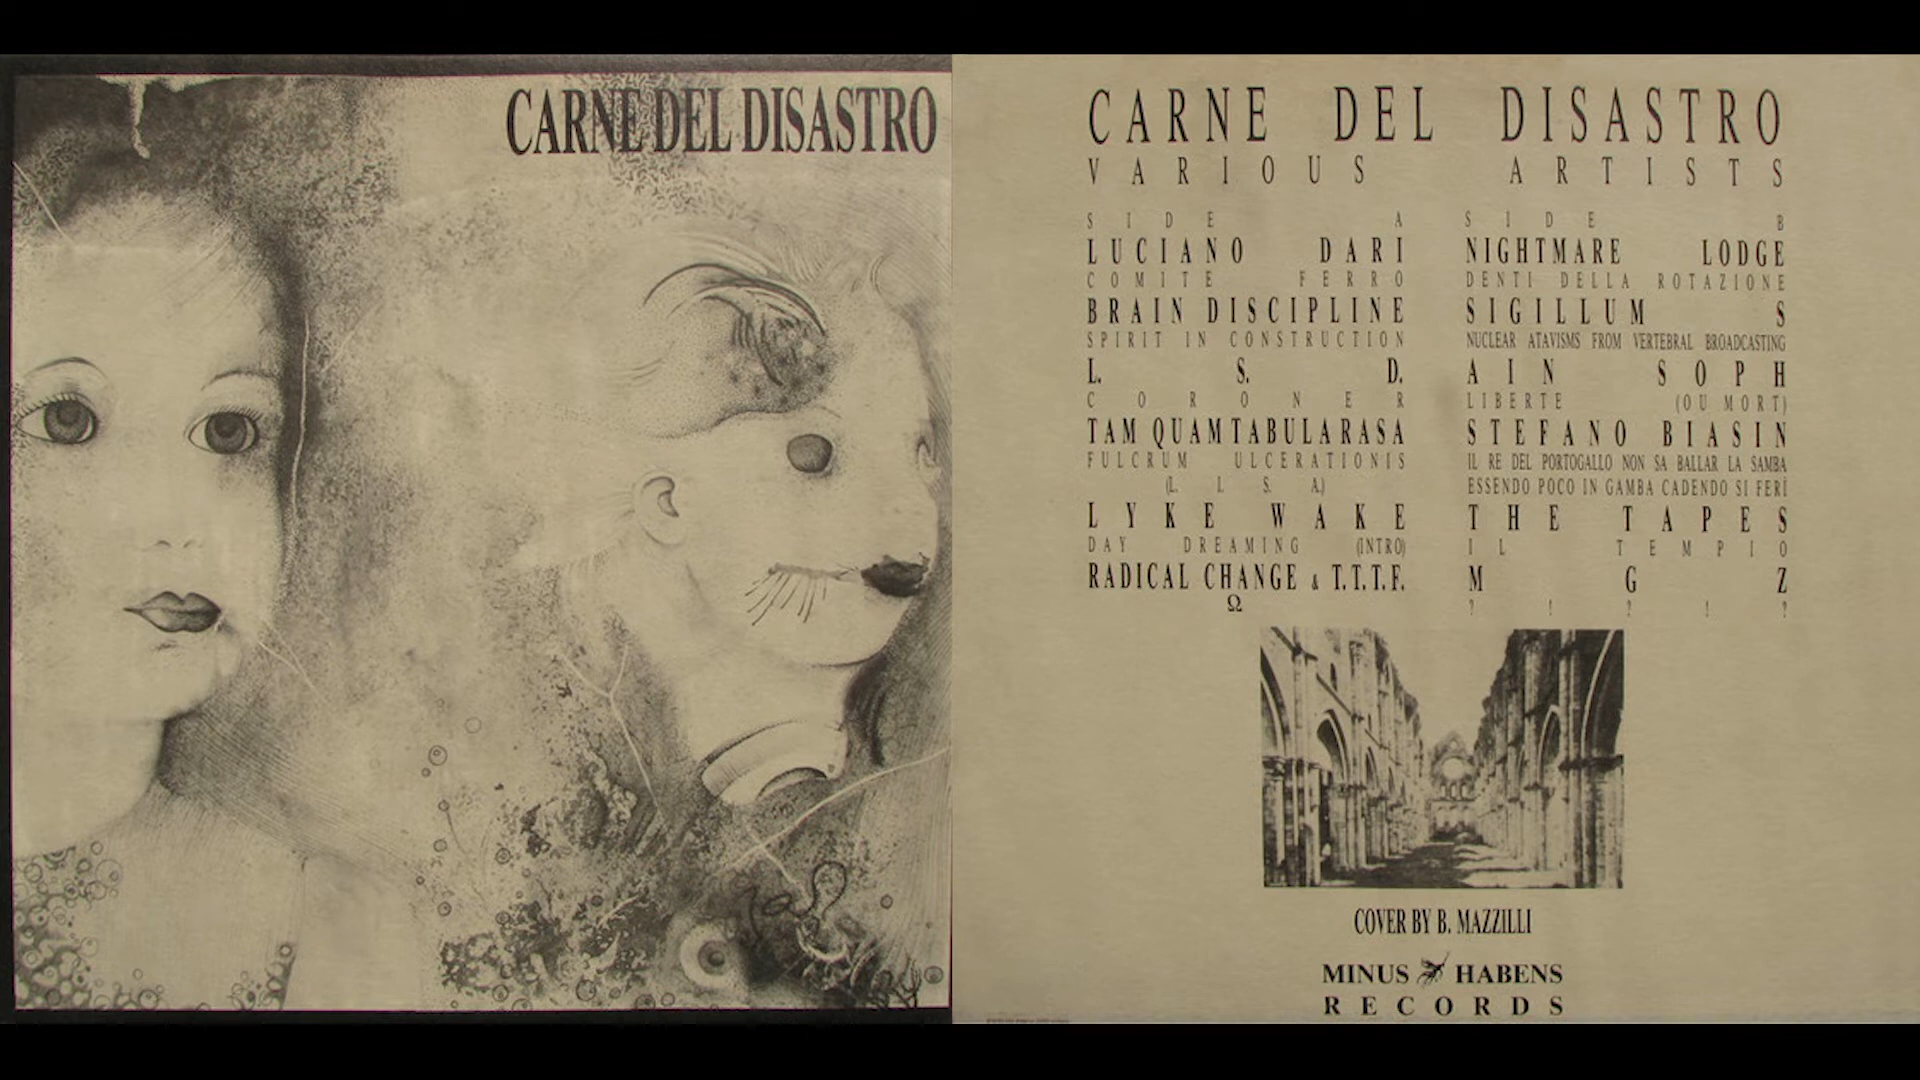 CARNE DEL DISASTRO
CARNE DEL DISASTRO
VARIOUS ARTISTS
SIDE A
LUCIANO DARI
COMITE FERRO
BRAIN DISCIPLINE
SPIRIT IN CONSTRUCTION
L. S. D.
CORONER
TAM QUAMTABULARASA
FULCRUM ULCERATIONIS
(L. I. S. A.)
LYKE WAKE
DAY DREAMING (INTRO)
RADICAL CHANGE & T.T.T.F.
Ω
SIDE B
NIGHTMARE LODGE
DENTI DELLA ROTAZIONE
SIGILLUM S
NUCLEAR ATAVISMS FROM VERTEBRAL BROADCASTING
AIN SOPH
LIBERTE (OU MORT)
STEFANO BIASIN
IL RE DEL PORTOGALLO NON SA BALLAR LA SAMBA
ESSENDO POCO IN GAMBA CADENDO SI FERÌ
THE TAPES
IL TEMPIO
M G Z
? ! ? ! ?
COVER BY B. MAZZILLI
MINUS HABENS
RECORDS